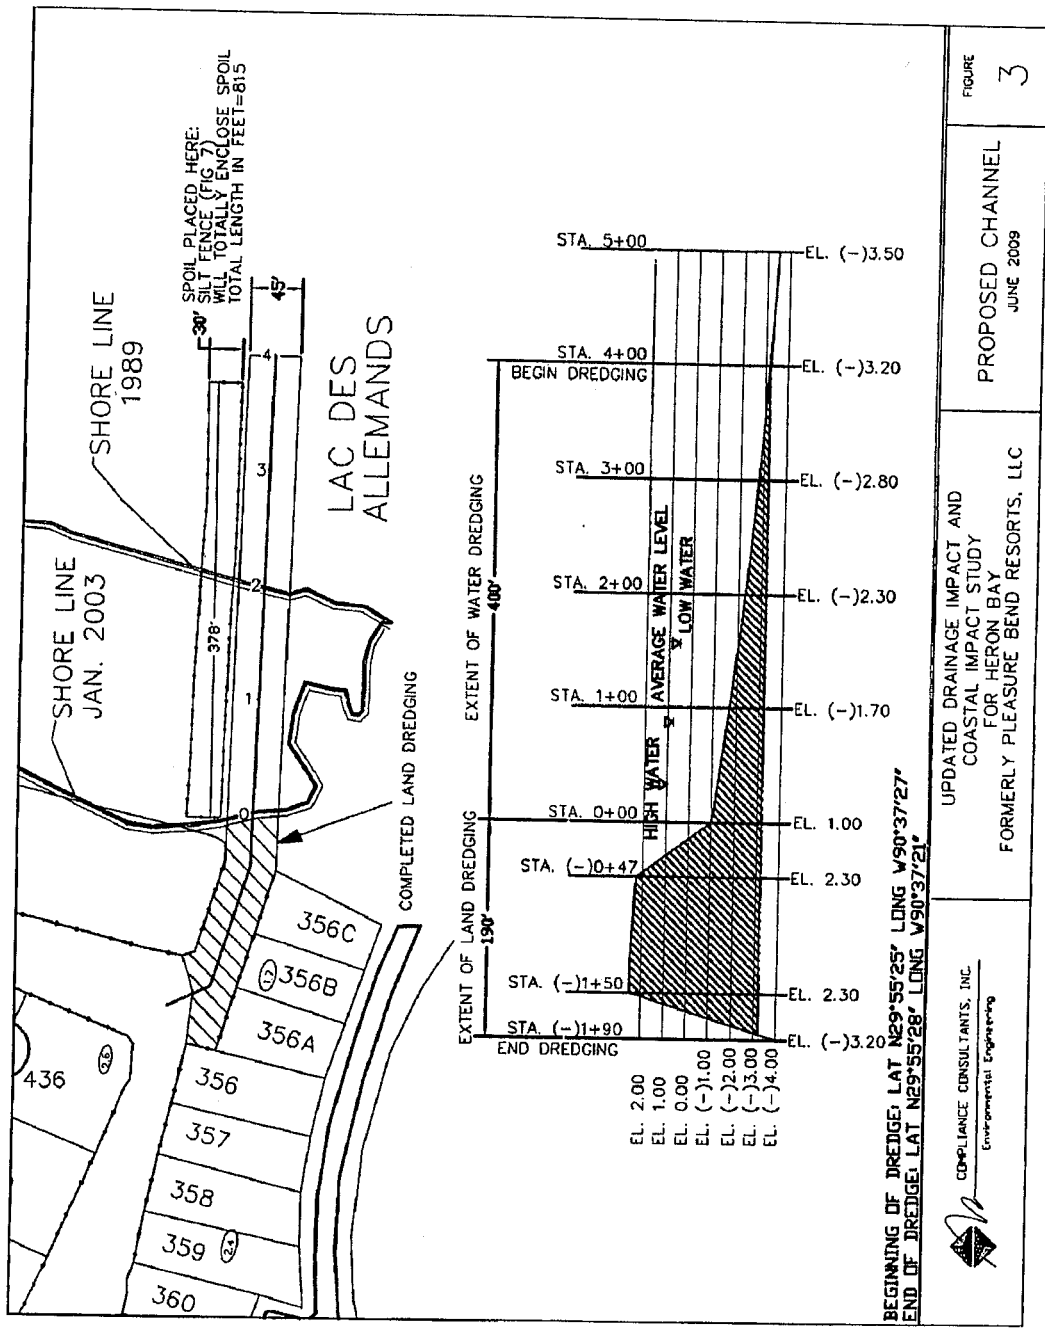 SHORE LINE
JAN. 2003
SHORE LINE
1989
SPOIL PLACED HERE:
SILT FENCE (FIG 7)
WILL TOTALLY ENCLOSE SPOIL
TOTAL LENGTH IN FEET=815
30'
45'
378'
0
1
2
3
4
LAC DES
ALLEMANDS
COMPLETED LAND DREDGING
436
2.6
356C
356B
356A
356
357
358
359
2.4
360
EXTENT OF LAND DREDGING
190'
EXTENT OF WATER DREDGING
400'
STA. (-)1+90
END DREDGING
STA. (-)1+50
STA. (-)0+47
STA. 0+00
STA. 1+00
STA. 2+00
STA. 3+00
STA. 4+00
BEGIN DREDGING
STA. 5+00
HIGH WATER
AVERAGE WATER LEVEL
LOW WATER
EL. 2.00
EL. 1.00
EL. 0.00
EL. (-)1.00
EL. (-)2.00
EL. (-)3.00
EL. (-)4.00
EL. (-)3.20
EL. 2.30
EL. 2.30
EL. 1.00
EL. (-)1.70
EL. (-)2.30
EL. (-)2.80
EL. (-)3.20
EL. (-)3.50
BEGINNING OF DREDGE: LAT N29°55'25" LONG W90°37'27"
END OF DREDGE: LAT N29°55'28" LONG W90°37'21"
COMPLIANCE CONSULTANTS, INC.
Environmental Engineering
UPDATED DRAINAGE IMPACT AND
COASTAL IMPACT STUDY
FOR HERON BAY
FORMERLY PLEASURE BEND RESORTS, LLC
PROPOSED CHANNEL
JUNE 2009
FIGURE
3